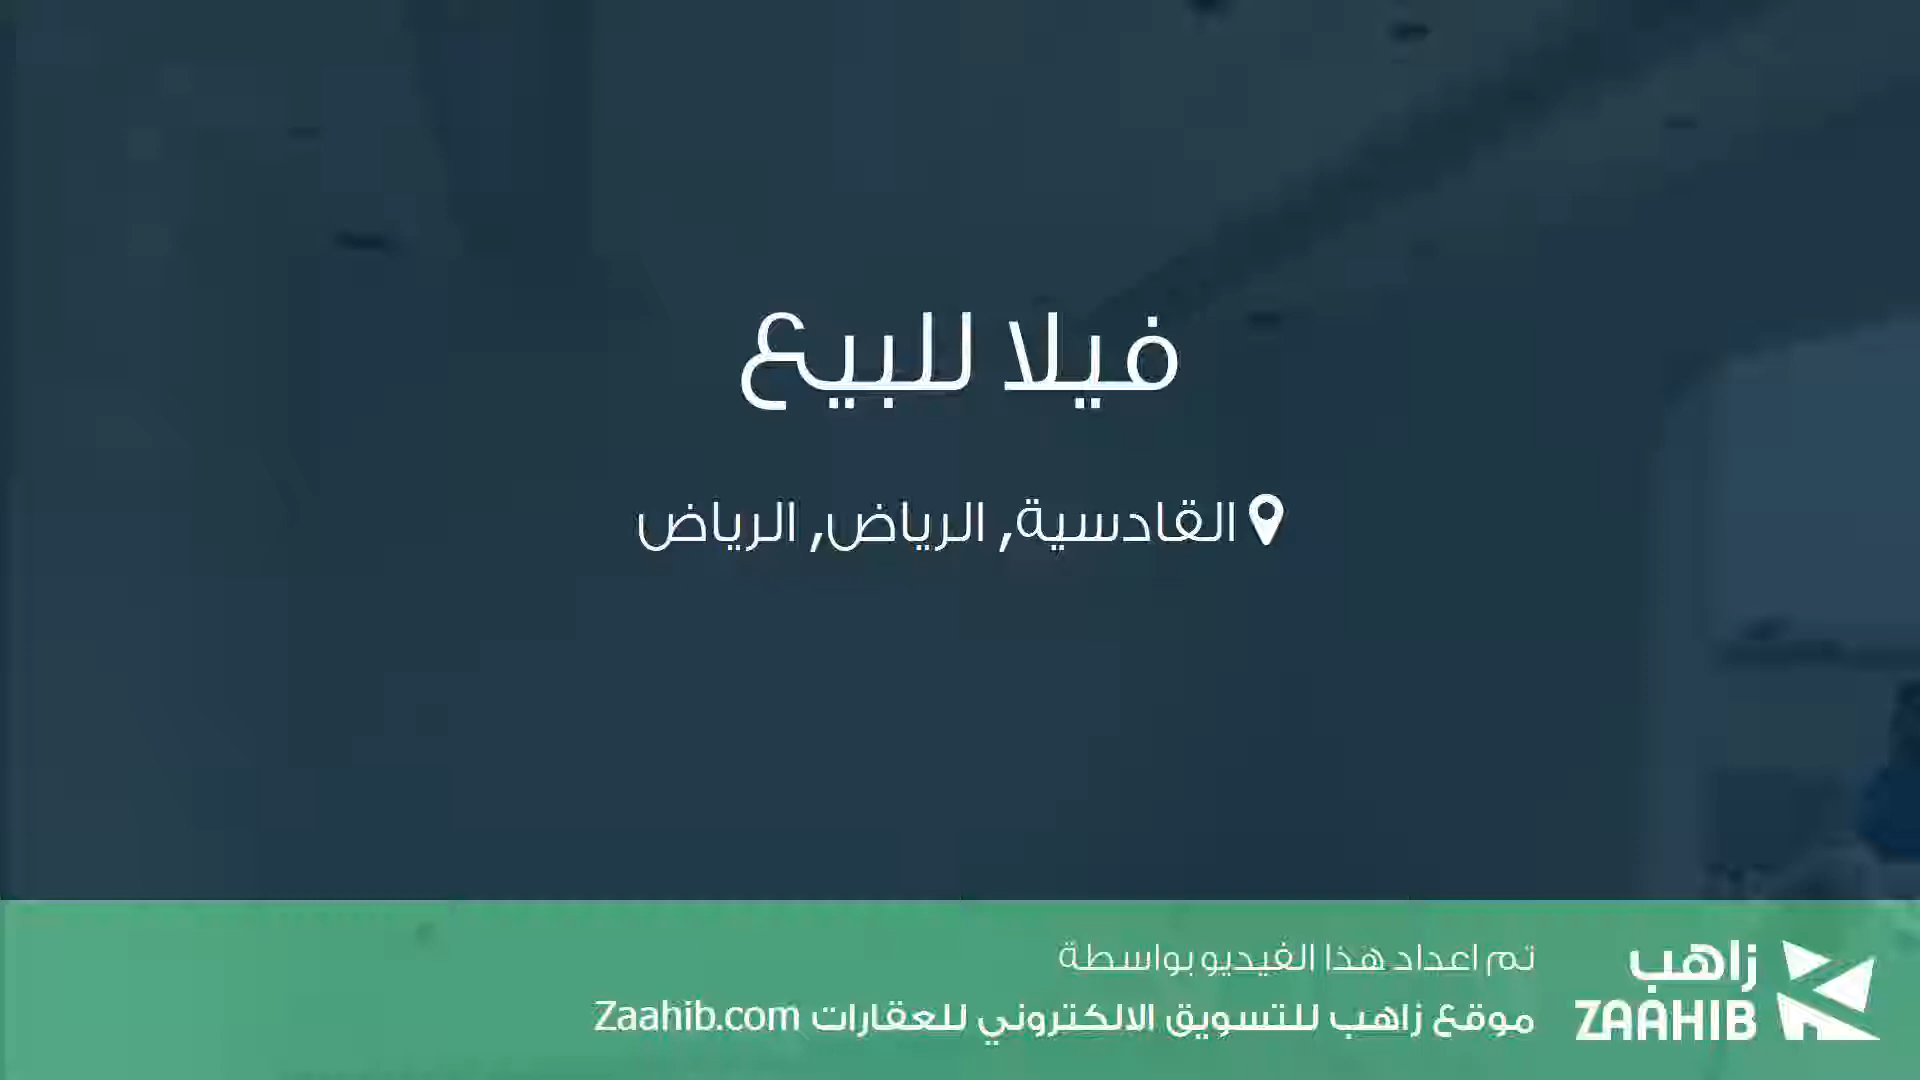 فيلا للبيع
القادسية, الرياض, الرياض
تم اعداد هذا الفيديو بواسطة
موقع زاهب للتسويق الالكتروني للعقارات Zaahib.com
زاهب
ZAAHIB